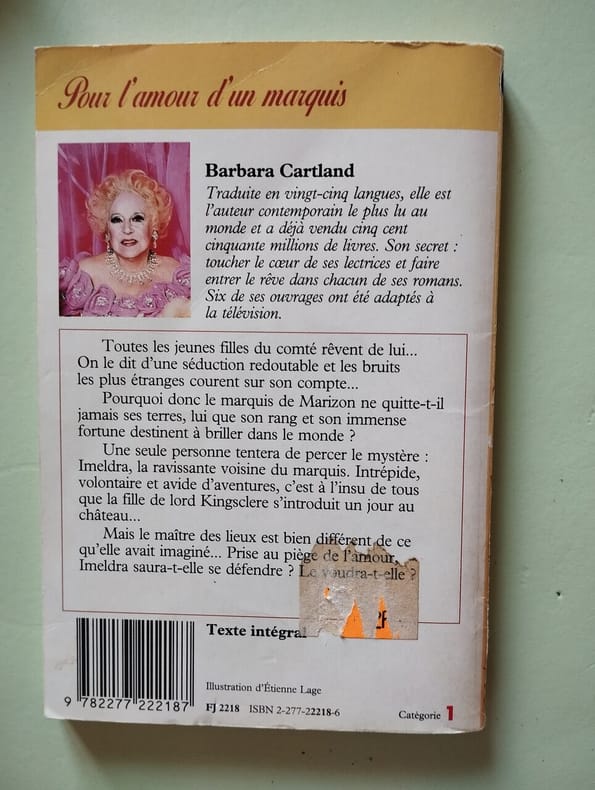 Pour l'amour d'un marquis
Barbara Cartland
Traduite en vingt-cinq langues, elle est
l'auteur contemporain le plus lu au
monde et a déjà vendu cinq cent
cinquante millions de livres. Son secret :
toucher le cœur de ses lectrices et faire
entrer le rêve dans chacun de ses romans.
Six de ses ouvrages ont été adaptés à
la télévision.
Toutes les jeunes filles du comté rêvent de lui...
On le dit d'une séduction redoutable et les bruits
les plus étranges courent sur son compte...
Pourquoi donc le marquis de Marizon ne quitte-t-il
jamais ses terres, lui que son rang et son immense
fortune destinent à briller dans le monde ?
Une seule personne tentera de percer le mystère :
Imeldra, la ravissante voisine du marquis. Intrépide,
volontaire et avide d'aventures, c'est à l'insu de tous
que la fille de lord Kingsclere s'introduit un jour au
château...
Mais le maître des lieux est bien différent de ce
qu'elle avait imaginé... Prise au piège de l'amour,
Imeldra saura-t-elle se défendre ? Le voudra-t-elle ?
Texte intégral
Illustration d'Étienne Lage
9 782277 222187
FJ 2218 ISBN 2-277-22218-6
Catégorie 1